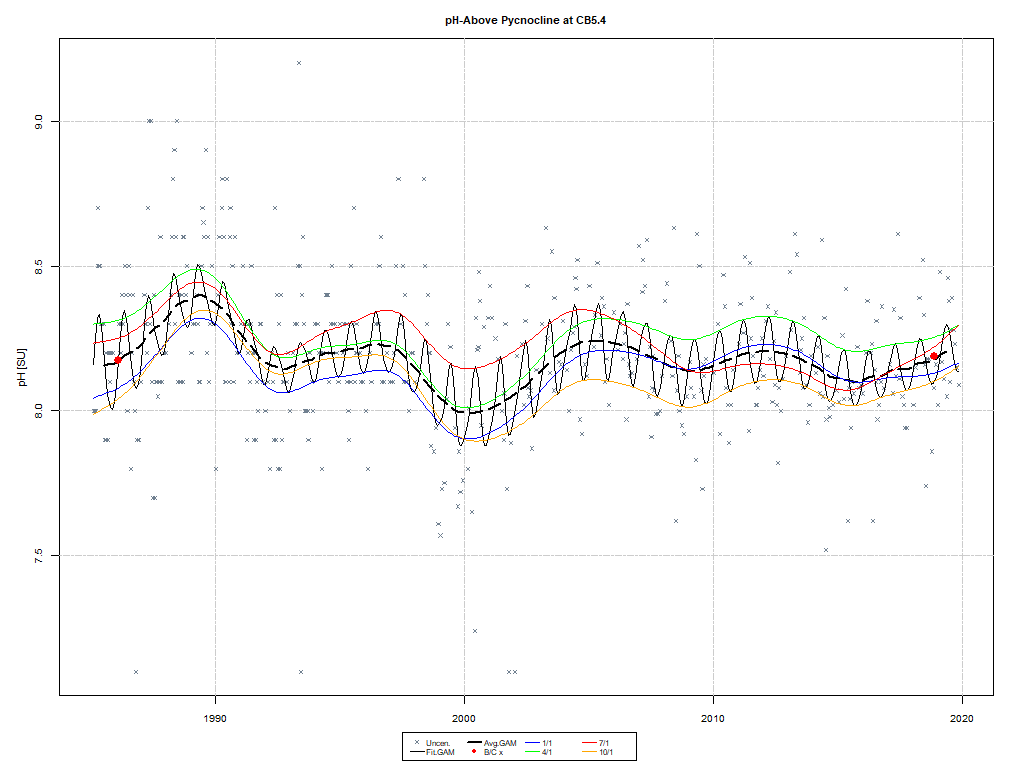 pH-Above Pycnocline at CB5.4
pH [SU]
9.0
8.5
8.0
7.5
1990 2000 2010 2020
Uncen. Avg.GAM 1/1 7/1
Fit.GAM B/C x 4/1 10/1